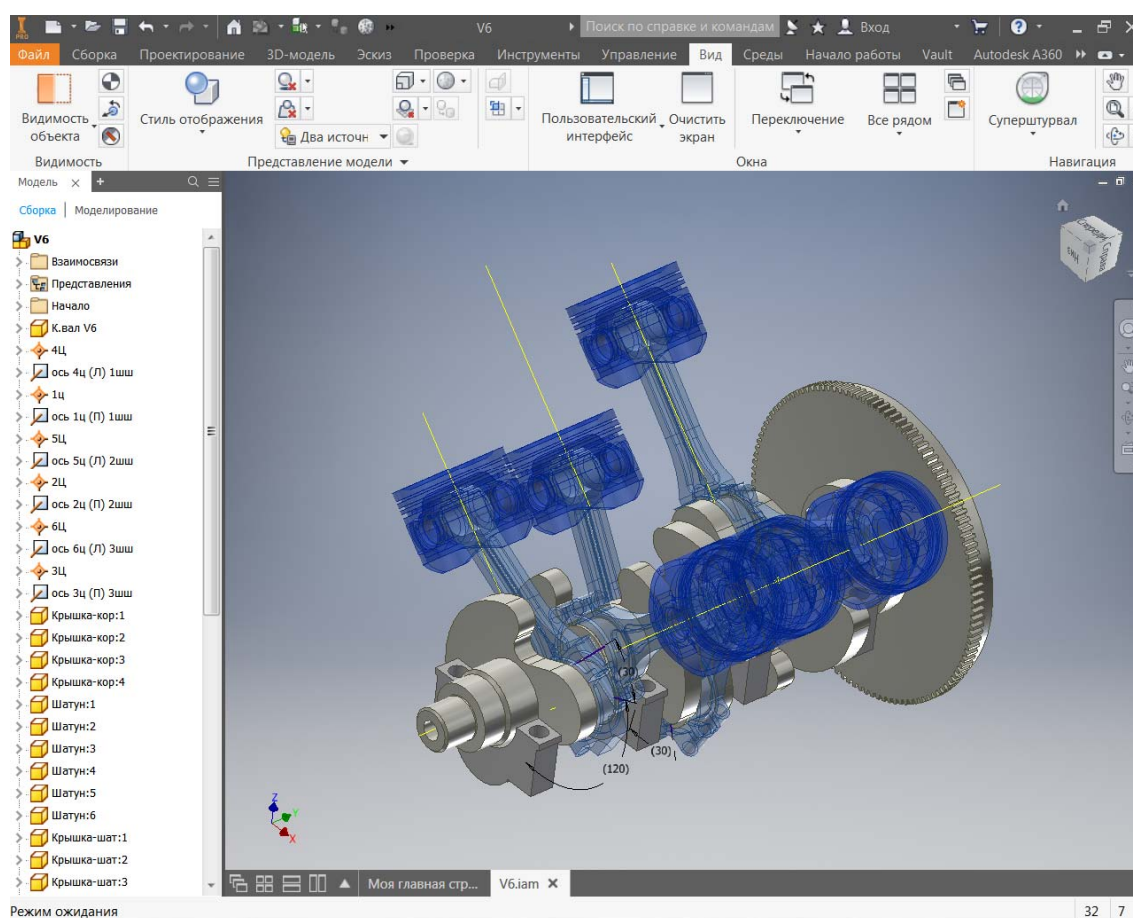 PRO
V6
Поиск по справке и командам
Вход
Файл Сборка Проектирование 3D-модель Эскиз Проверка Инструменты Управление Вид Среды Начало работы Vault Autodesk A360
Видимость объекта
Стиль отображения
Два источн
Пользовательский интерфейс
Очистить экран
Переключение
Все рядом
Суперштурвал
Видимость
Представление модели
Окна
Навигация
Модель
Сборка | Моделирование
V6
Взаимосвязи
Представления
Начало
К.вал V6
4Ц
ось 4ц (Л) 1шш
1ц
ось 1ц (П) 1шш
5Ц
ось 5ц (Л) 2шш
2Ц
ось 2ц (П) 2шш
6Ц
ось 6ц (Л) 3шш
3Ц
ось 3ц (П) 3шш
Крышка-кор:1
Крышка-кор:2
Крышка-кор:3
Крышка-кор:4
Шатун:1
Шатун:2
Шатун:3
Шатун:4
Шатун:5
Шатун:6
Крышка-шат:1
Крышка-шат:2
Крышка-шат:3
Спереди
Справа
(30)
(30)
(120)
Z
Y
X
Моя главная стр...
V6.iam
Режим ожидания
32 7